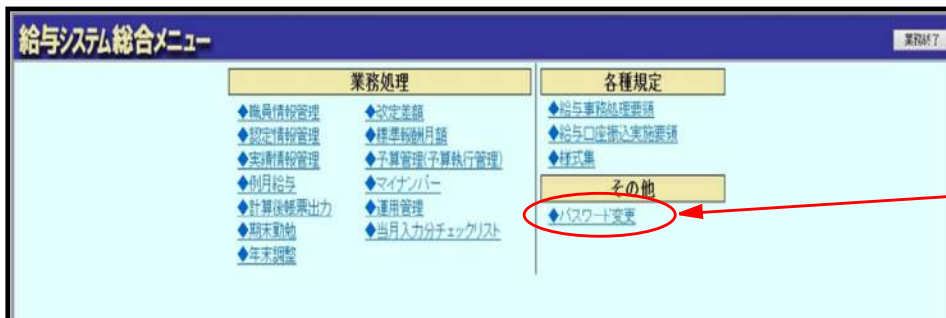 給与システム総合メニュー
業務終了
業務処理
◆職員情報管理
◆認定情報管理
◆実績情報管理
◆例月給与
◆計算後帳票出力
◆期末勤勉
◆年末調整
◆改定差額
◆標準報酬月額
◆予算管理(予算執行管理)
◆マイナンバー
◆運用管理
◆当月入力分チェックリスト
各種規定
◆給与事務処理要領
◆給与口座振込実施要領
◆様式集
その他
◆パスワード変更